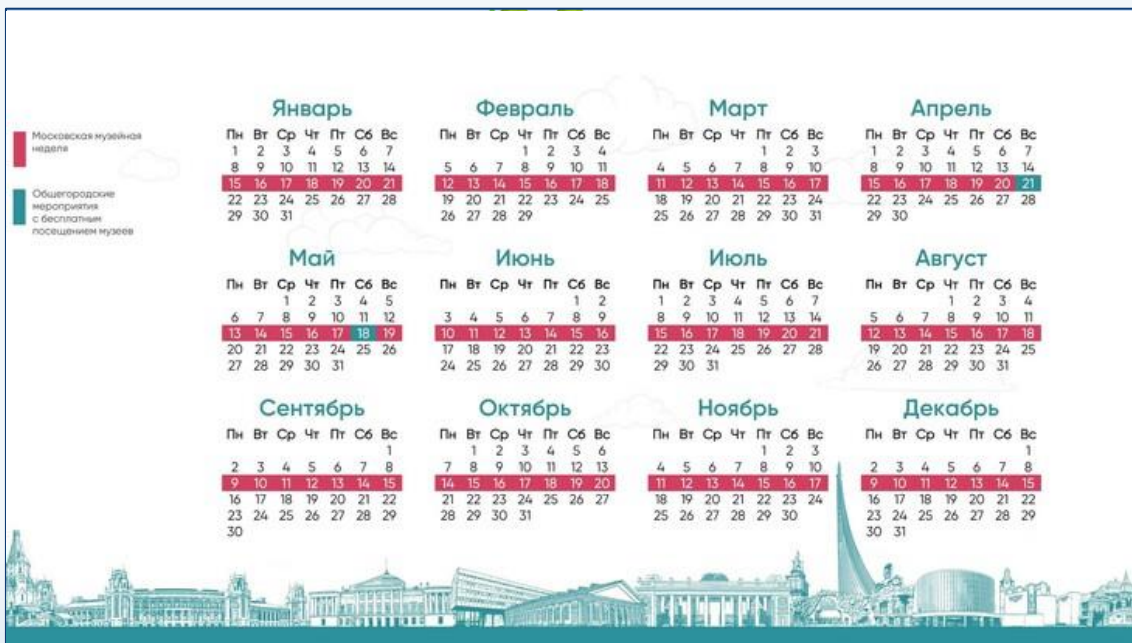 Московская музейная
неделя
Общегородские
мероприятия
с бесплатным
посещением музеев
Январь
Пн Вт Ср Чт Пт Сб Вс
1 2 3 4 5 6 7
8 9 10 11 12 13 14
15 16 17 18 19 20 21
22 23 24 25 26 27 28
29 30 31
Февраль
Пн Вт Ср Чт Пт Сб Вс
1 2 3 4
5 6 7 8 9 10 11
12 13 14 15 16 17 18
19 20 21 22 23 24 25
26 27 28 29
Март
Пн Вт Ср Чт Пт Сб Вс
1 2 3
4 5 6 7 8 9 10
11 12 13 14 15 16 17
18 19 20 21 22 23 24
25 26 27 28 29 30 31
Апрель
Пн Вт Ср Чт Пт Сб Вс
1 2 3 4 5 6 7
8 9 10 11 12 13 14
15 16 17 18 19 20 21
22 23 24 25 26 27 28
29 30
Май
Пн Вт Ср Чт Пт Сб Вс
1 2 3 4 5
6 7 8 9 10 11 12
13 14 15 16 17 18 19
20 21 22 23 24 25 26
27 28 29 30 31
Июнь
Пн Вт Ср Чт Пт Сб Вс
1 2
3 4 5 6 7 8 9
10 11 12 13 14 15 16
17 18 19 20 21 22 23
24 25 26 27 28 29 30
Июль
Пн Вт Ср Чт Пт Сб Вс
1 2 3 4 5 6 7
8 9 10 11 12 13 14
15 16 17 18 19 20 21
22 23 24 25 26 27 28
29 30 31
Август
Пн Вт Ср Чт Пт Сб Вс
1 2 3 4
5 6 7 8 9 10 11
12 13 14 15 16 17 18
19 20 21 22 23 24 25
26 27 28 29 30 31
Сентябрь
Пн Вт Ср Чт Пт Сб Вс
1
2 3 4 5 6 7 8
9 10 11 12 13 14 15
16 17 18 19 20 21 22
23 24 25 26 27 28 29
30
Октябрь
Пн Вт Ср Чт Пт Сб Вс
1 2 3 4 5 6
7 8 9 10 11 12 13
14 15 16 17 18 19 20
21 22 23 24 25 26 27
28 29 30 31
Ноябрь
Пн Вт Ср Чт Пт Сб Вс
1 2 3
4 5 6 7 8 9 10
11 12 13 14 15 16 17
18 19 20 21 22 23 24
25 26 27 28 29 30
Декабрь
Пн Вт Ср Чт Пт Сб Вс
1
2 3 4 5 6 7 8
9 10 11 12 13 14 15
16 17 18 19 20 21 22
23 24 25 26 27 28 29
30 31